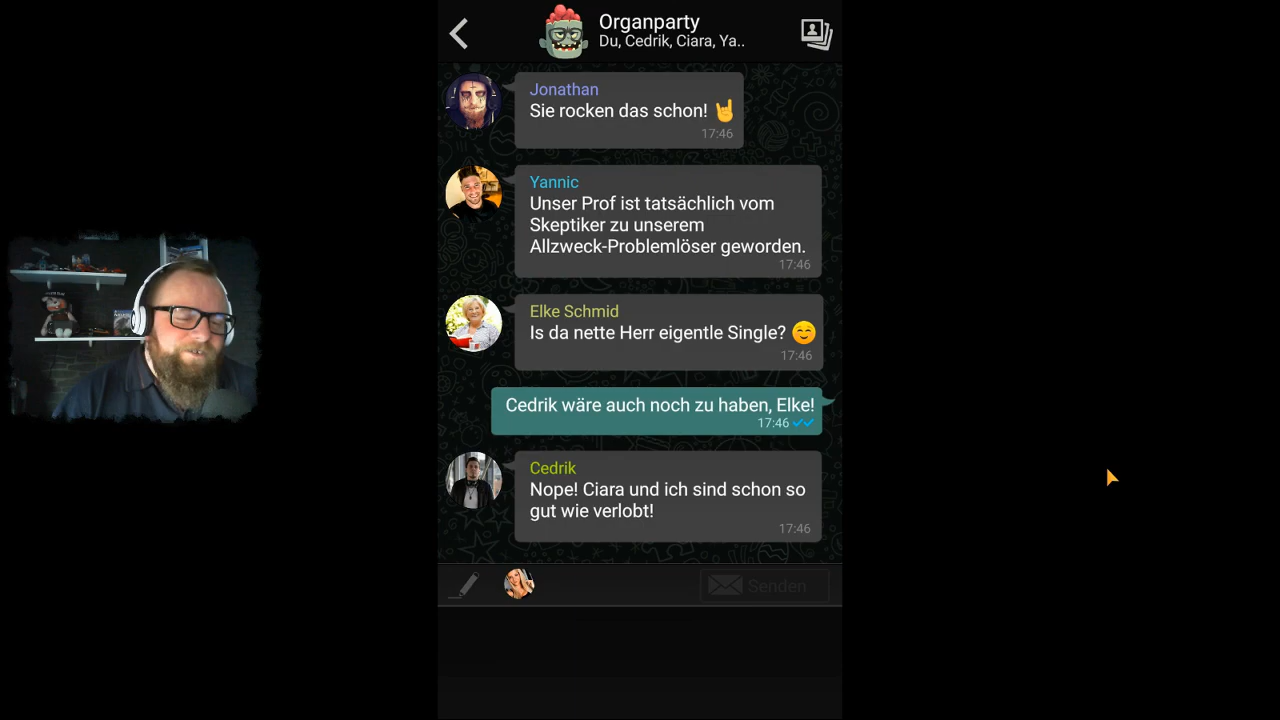 Organparty
Du, Cedrik, Ciara, Ya..
Jonathan
Sie rocken das schon! 🤘
17:46
Yannic
Unser Prof ist tatsächlich vom
Skeptiker zu unserem
Allzweck-Problemlöser geworden.
17:46
Elke Schmid
Is da nette Herr eigentle Single? 😊
17:46
Cedrik wäre auch noch zu haben, Elke!
17:46
Cedrik
Nope! Ciara und ich sind schon so
gut wie verlobt!
17:46
Senden